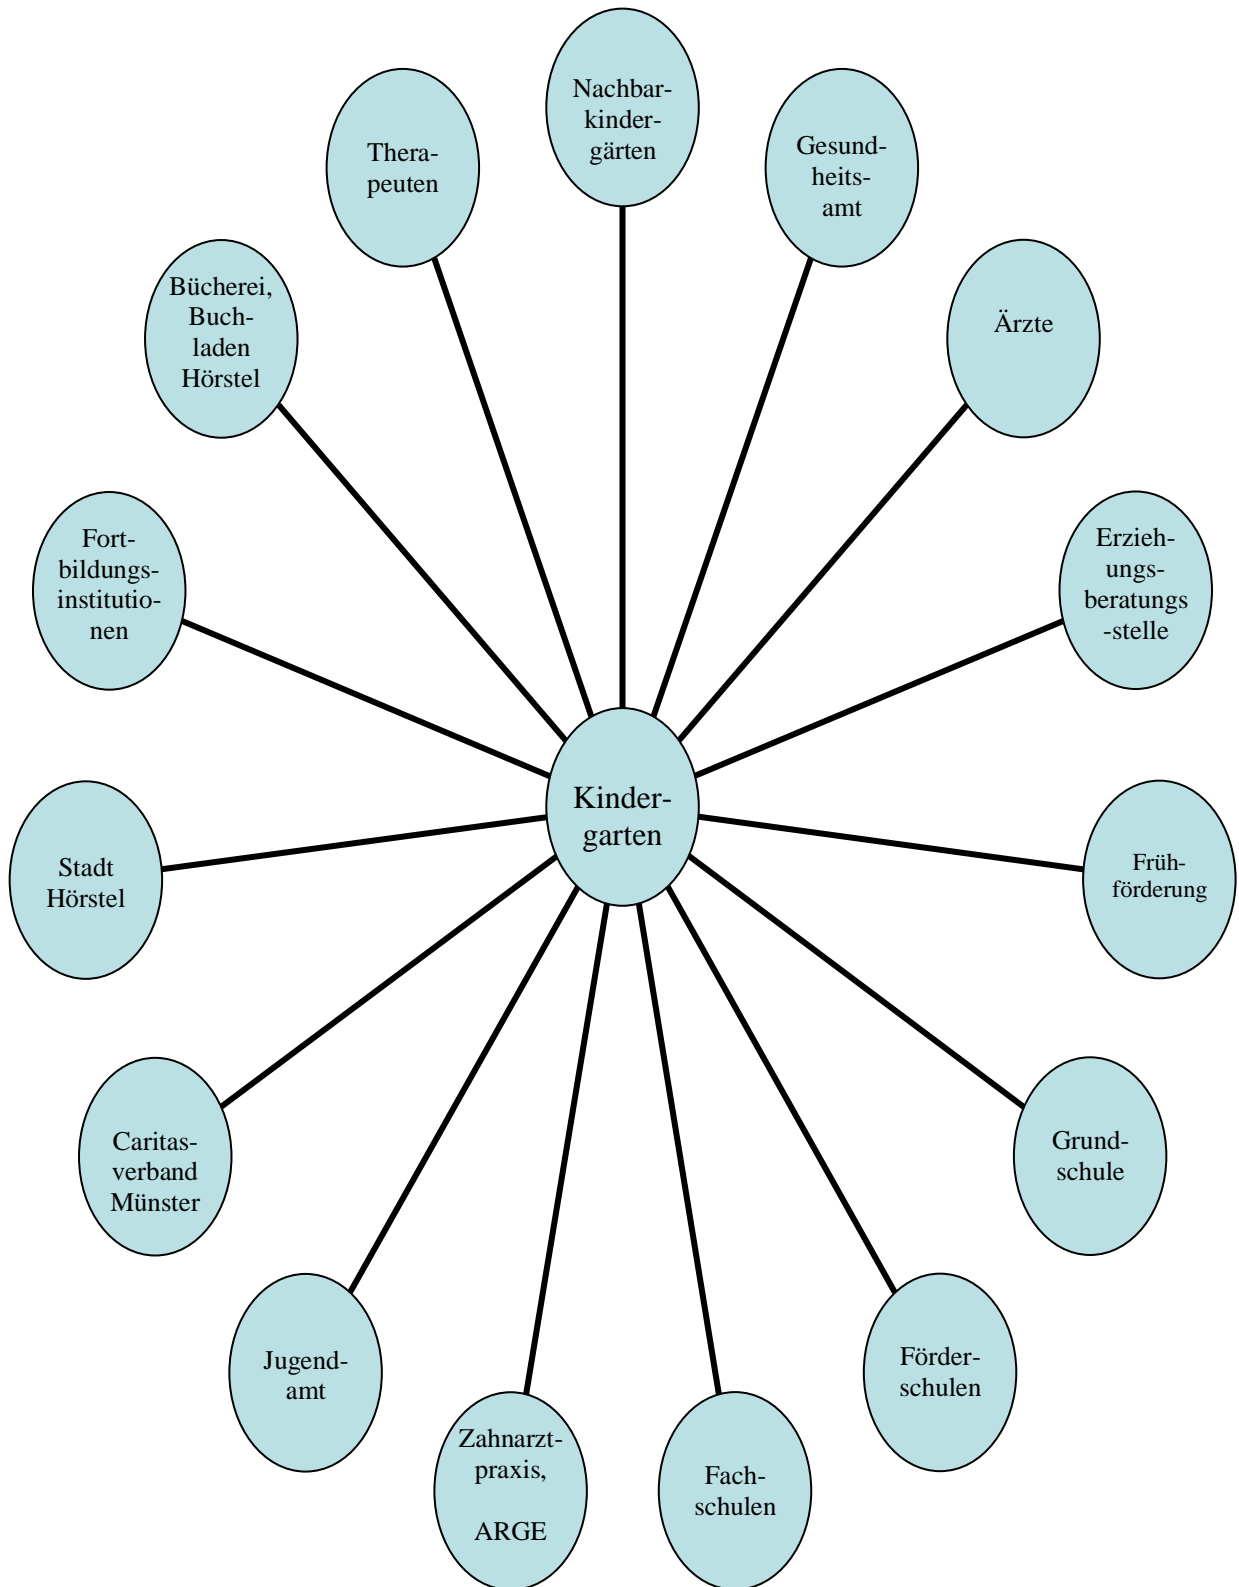 Nachbar-
kinder-
gärten
Gesund-
heits-
amt
Ärzte
Erzieh-
ungs-
beratungs
-stelle
Früh-
förderung
Grund-
schule
Förder-
schulen
Fach-
schulen
Zahnarzt-
praxis,
ARGE
Jugend-
amt
Caritas-
verband
Münster
Stadt
Hörstel
Fort-
bildungs-
institutio-
nen
Bücherei,
Buch-
laden
Hörstel
Thera-
peuten
Kinder-
garten